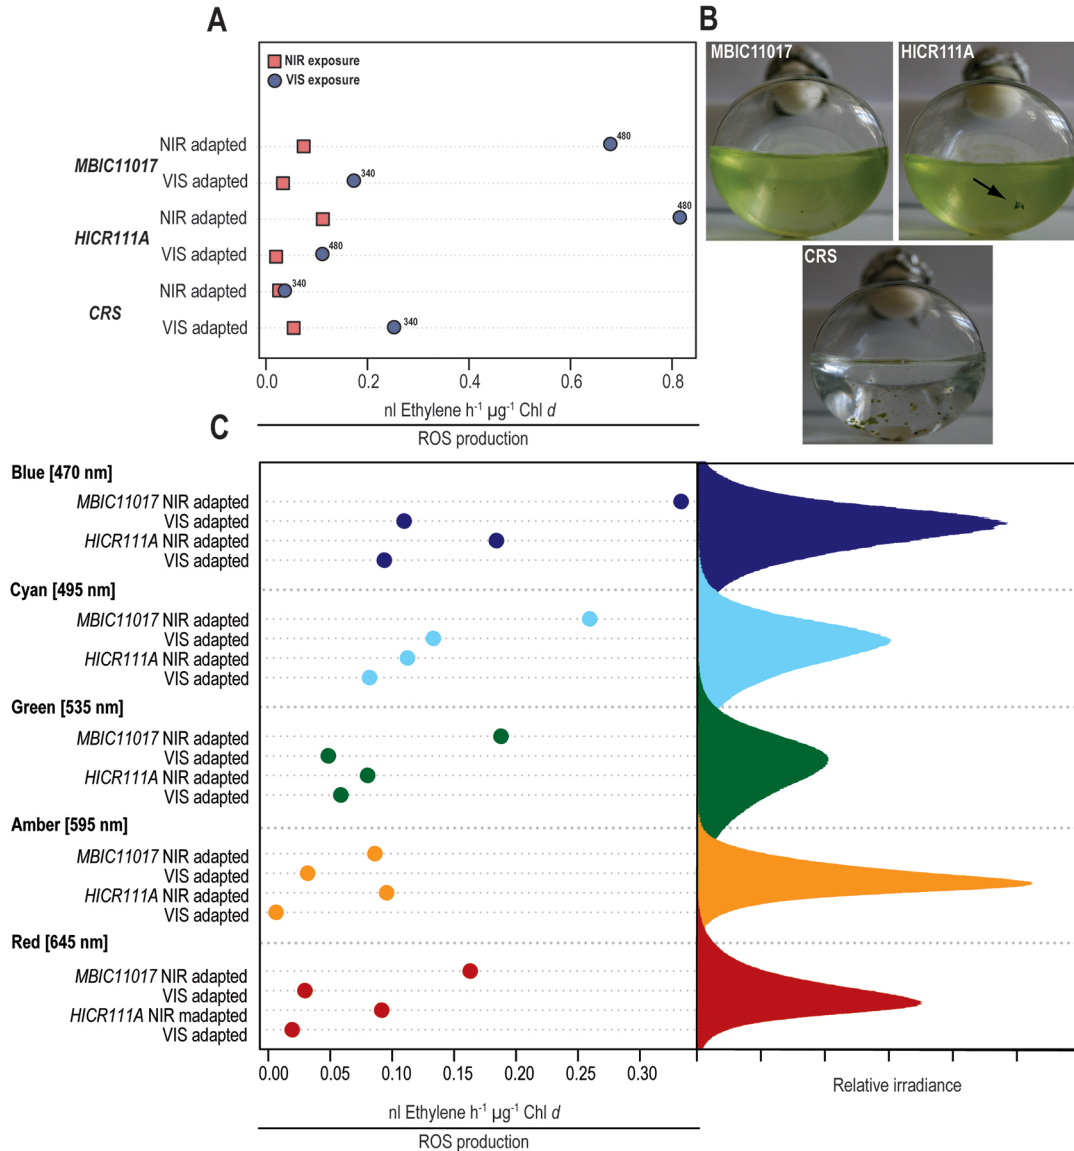 A
NIR exposure
VIS exposure
MBIC11017
NIR adapted
480
VIS adapted
340
HICR111A
NIR adapted
480
VIS adapted
480
CRS
NIR adapted
340
VIS adapted
340
0.0 0.2 0.4 0.6 0.8
nl Ethylene h⁻¹ µg⁻¹ Chl d
ROS production
B
MBIC11017
HICR111A
CRS
C
Blue [470 nm]
MBIC11017 NIR adapted
VIS adapted
HICR111A NIR adapted
VIS adapted
Cyan [495 nm]
MBIC11017 NIR adapted
VIS adapted
HICR111A NIR adapted
VIS adapted
Green [535 nm]
MBIC11017 NIR adapted
VIS adapted
HICR111A NIR adapted
VIS adapted
Amber [595 nm]
MBIC11017 NIR adapted
VIS adapted
HICR111A NIR adapted
VIS adapted
Red [645 nm]
MBIC11017 NIR adapted
VIS adapted
HICR111A NIR madapted
VIS adapted
0.00 0.05 0.10 0.15 0.20 0.25 0.30
nl Ethylene h⁻¹ µg⁻¹ Chl d
ROS production
Relative irradiance